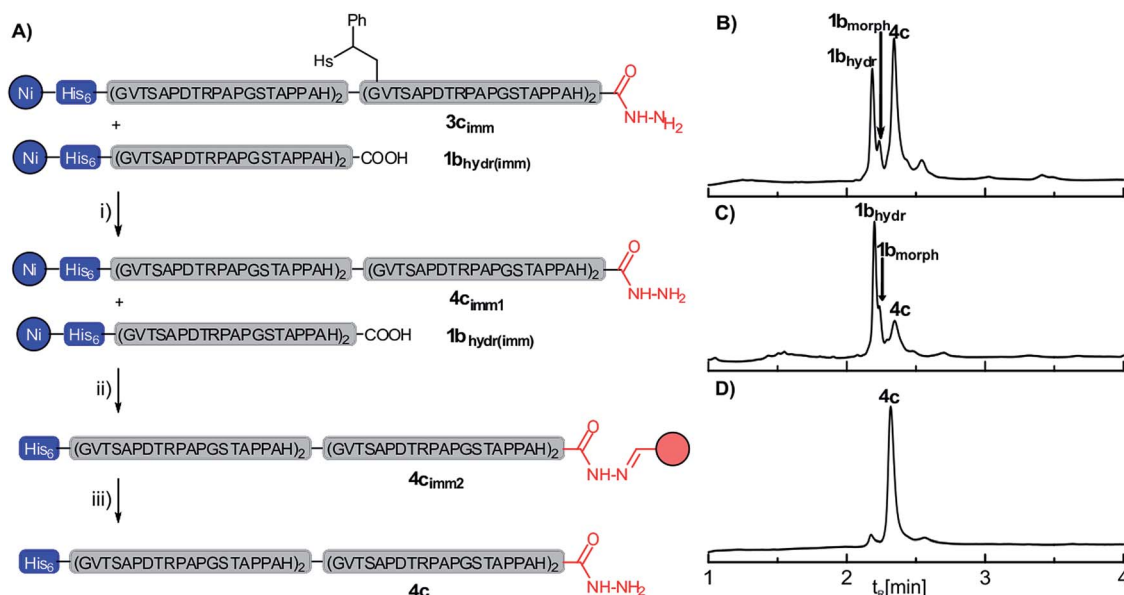 A)
Ph
Hs
Ni His6 (GVTSAPDTRPAPGSTAPPAH)2 (GVTSAPDTRPAPGSTAPPAH)2 O
NH-NH2
+ 3cimm
Ni His6 (GVTSAPDTRPAPGSTAPPAH)2 COOH 1bhydr(imm)
i)
Ni His6 (GVTSAPDTRPAPGSTAPPAH)2 (GVTSAPDTRPAPGSTAPPAH)2 O
NH-NH2
+ 4cimm1
Ni His6 (GVTSAPDTRPAPGSTAPPAH)2 COOH 1bhydr(imm)
ii)
His6 (GVTSAPDTRPAPGSTAPPAH)2 (GVTSAPDTRPAPGSTAPPAH)2 O
NH-N
4cimm2
iii)
His6 (GVTSAPDTRPAPGSTAPPAH)2 (GVTSAPDTRPAPGSTAPPAH)2 O
NH-NH2
4c
B)
1bmorph
4c
1bhydr
C)
1bhydr
1bmorph
4c
D)
4c
1 2 3 4
tR[min]